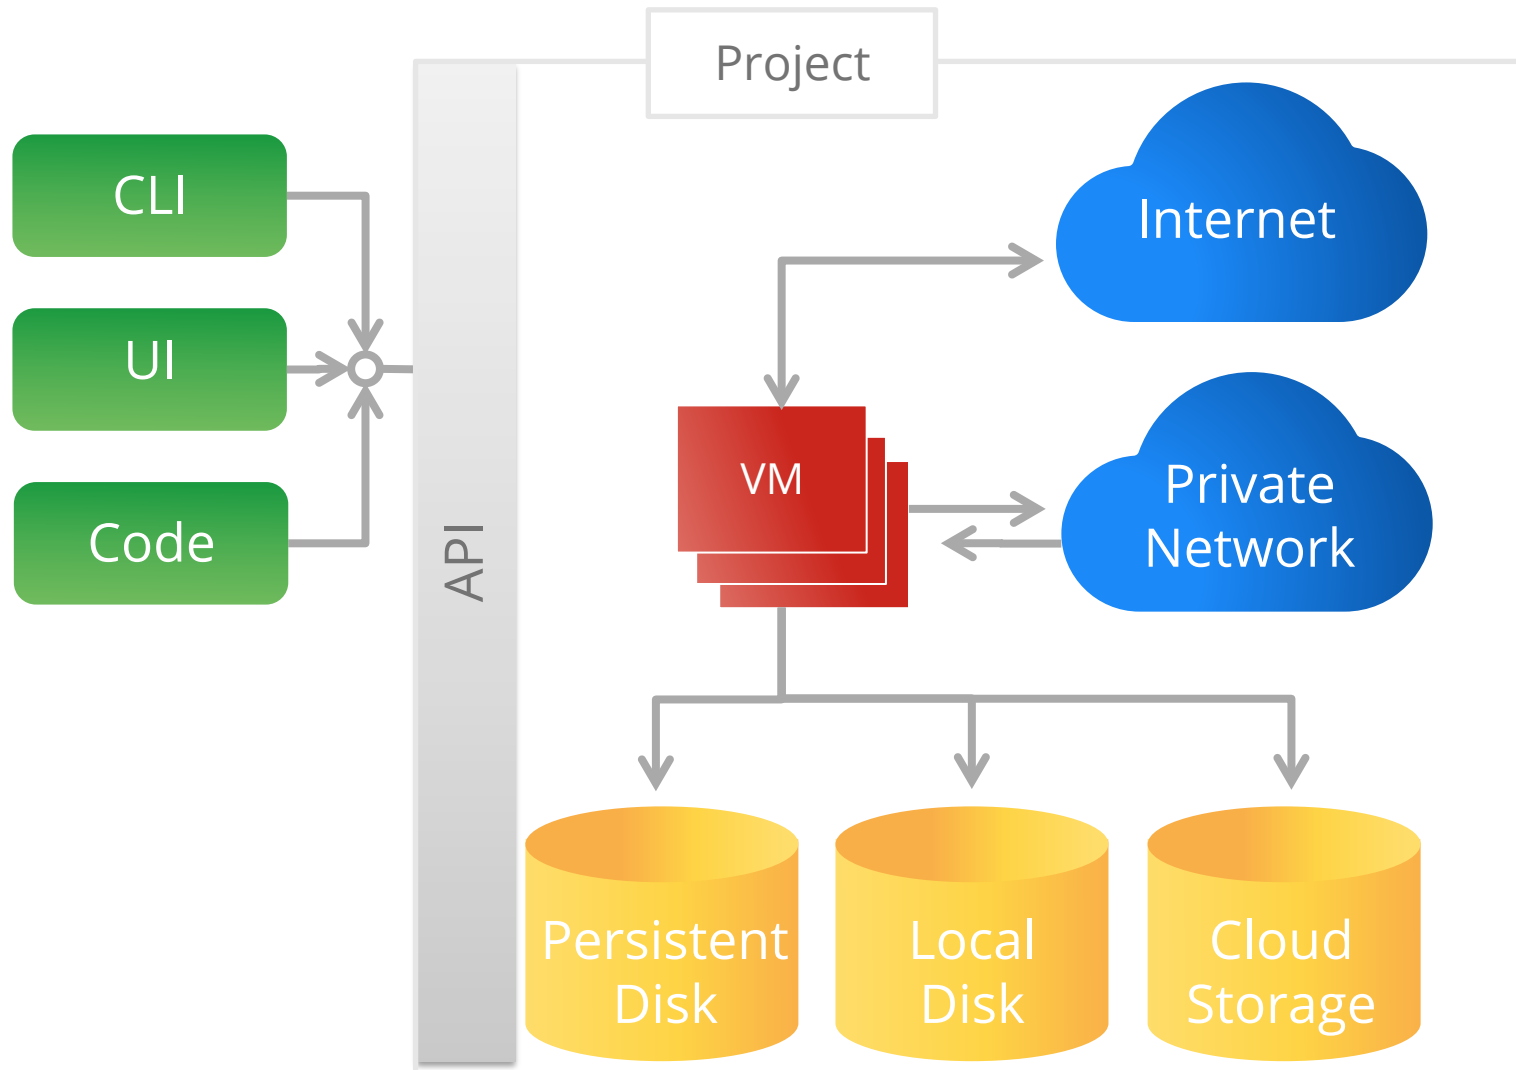 Project
CLI
Internet
UI
Private
Network
VM
Code
API
Persistent
Disk
Local
Disk
Cloud
Storage